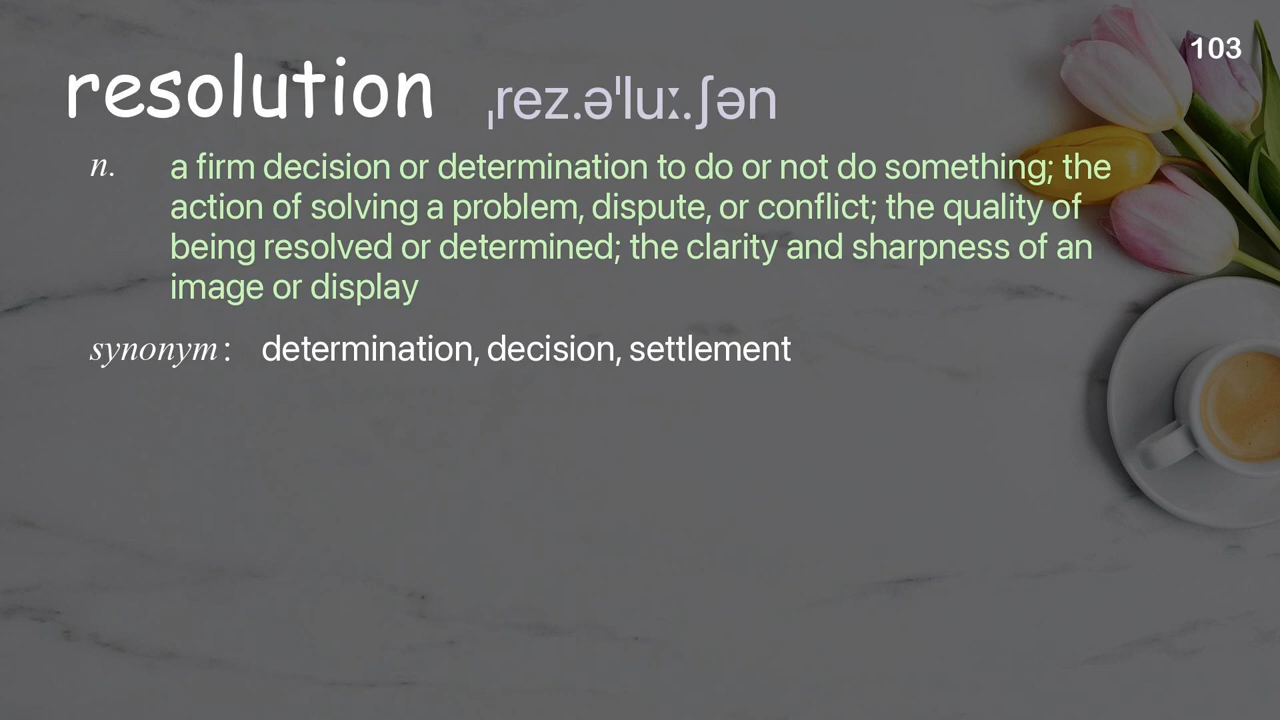 103
resolution ˌrez.əˈluː.ʃən
n. a firm decision or determination to do or not do something; the
action of solving a problem, dispute, or conflict; the quality of
being resolved or determined; the clarity and sharpness of an
image or display
synonym: determination, decision, settlement